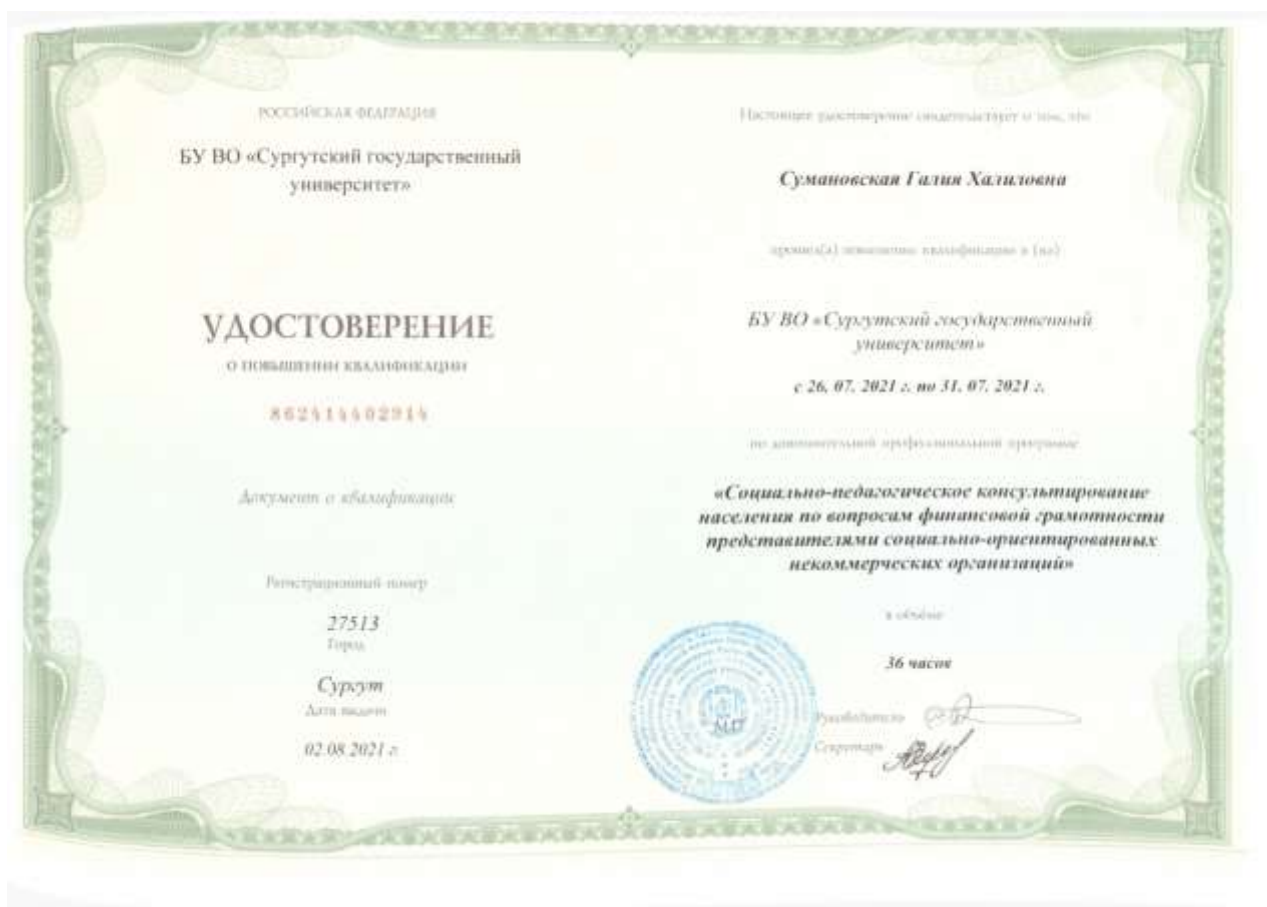 РОССИЙСКАЯ ФЕДЕРАЦИЯ
БУ ВО «Сургутский государственный
университет»
УДОСТОВЕРЕНИЕ
О ПОВЫШЕНИИ КВАЛИФИКАЦИИ
862414402914
Документ о квалификации
Регистрационный номер
27513
Город
Сургут
Дата выдачи
02.08.2021 г.
Настоящее удостоверение свидетельствует о том, что
Сумановская Галия Халиловна
прошел(а) повышение квалификации в (на)
БУ ВО «Сургутский государственный
университет»
с 26. 07. 2021 г. по 31. 07. 2021 г.
по дополнительной профессиональной программе
«Социально-педагогическое консультирование
населения по вопросам финансовой грамотности
представителями социально-ориентированных
некоммерческих организаций»
в объёме
36 часов
М.П.
Руководитель
Секретарь